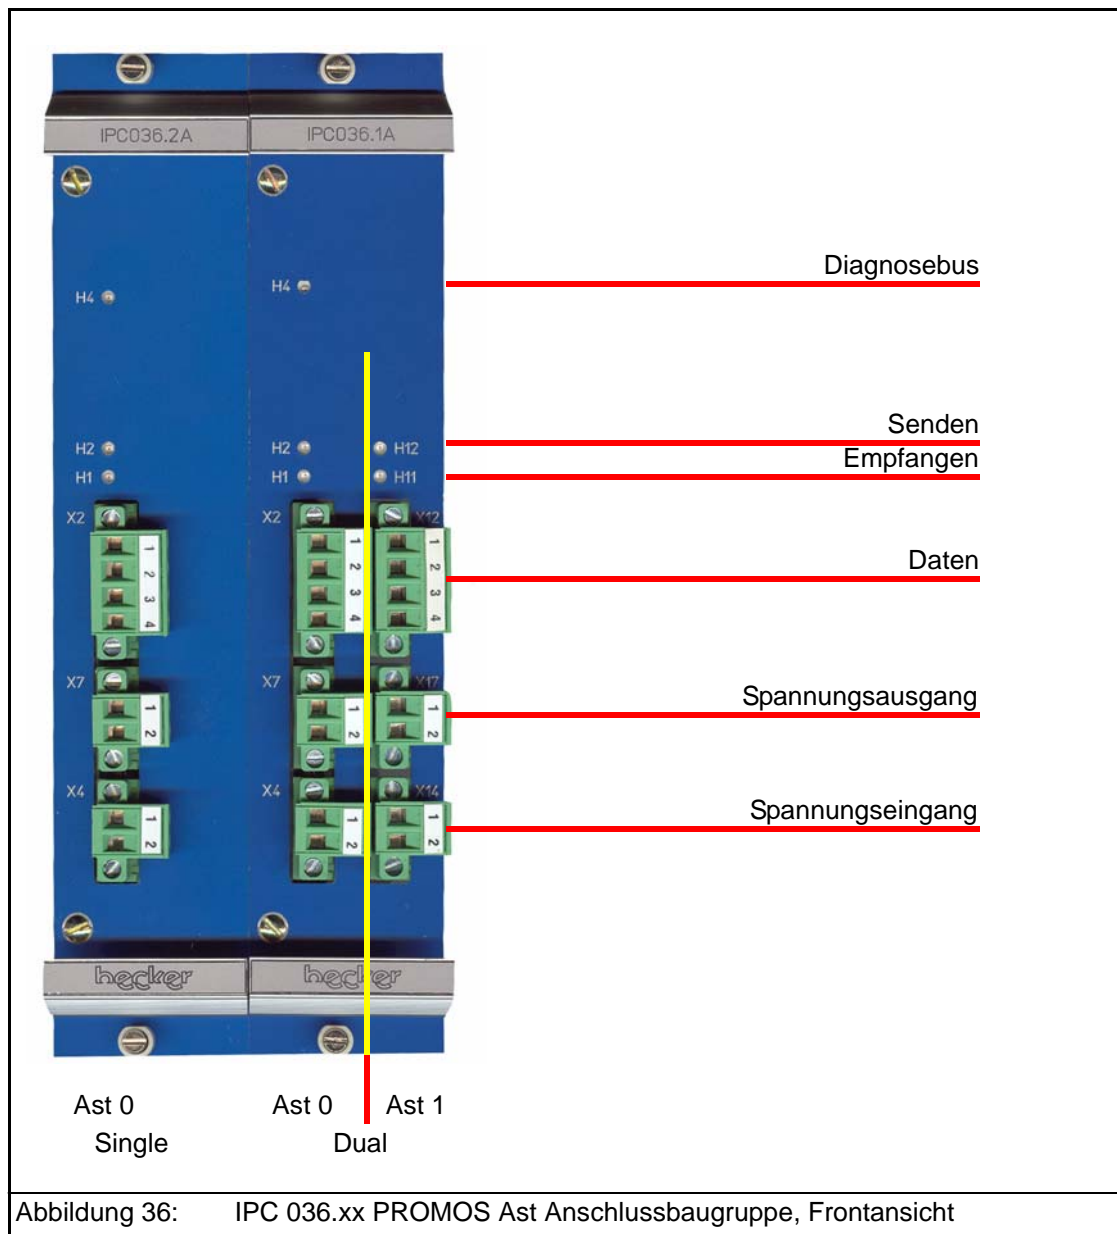 IPC036.2A IPC036.1A
Diagnosebus
H4 H4
Senden
H2 H2 H12
Empfangen
H1 H1 H11
X2 X2 X12
1 1 1
2 2 2
Daten
3 3 3
4 4 4
X7 X7 X17
Spannungsausgang
1 1 1
2 2 2
X4 X4 X14
Spannungseingang
1 1 1
2 2 2
becker becker
Ast 0 Ast 0 Ast 1
Single Dual
Abbildung 36: IPC 036.xx PROMOS Ast Anschlussbaugruppe, Frontansicht